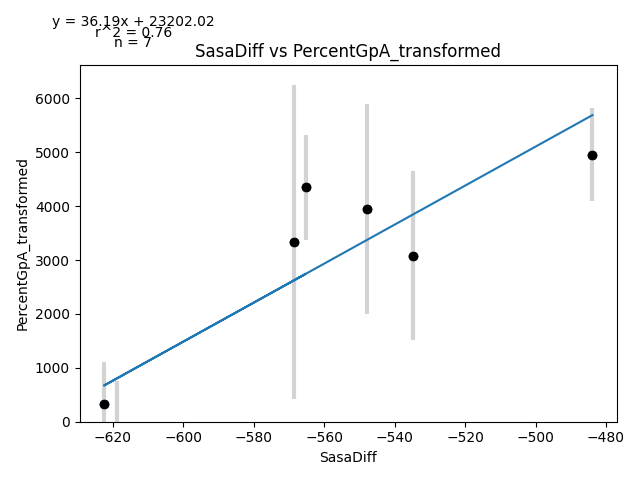 y = 36.19x + 23202.02
r^2 = 0.76
n = 7
SasaDiff vs PercentGpA_transformed
PercentGpA_transformed
6000
5000
4000
3000
2000
1000
0
−620 −600 −580 −560 −540 −520 −500 −480
SasaDiff